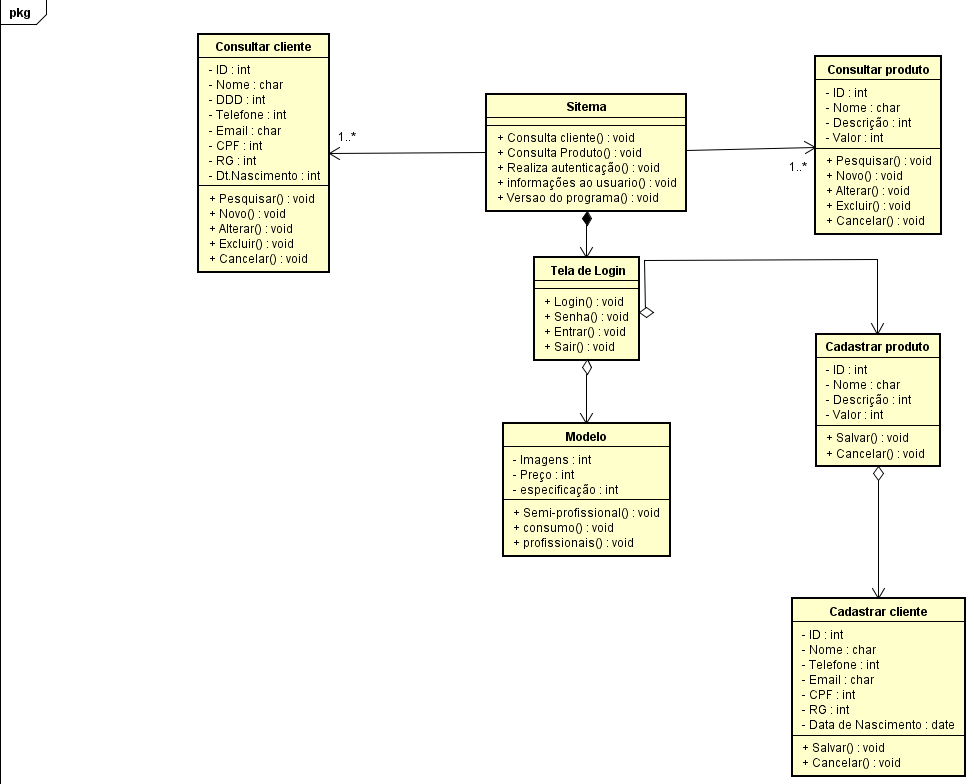 pkg
Consultar cliente
- ID : int
- Nome : char
- DDD : int
- Telefone : int
- Email : char
- CPF : int
- RG : int
- Dt.Nascimento : int
+ Pesquisar() : void
+ Novo() : void
+ Alterar() : void
+ Excluir() : void
+ Cancelar() : void
1..*
Sitema
+ Consulta cliente() : void
+ Consulta Produto() : void
+ Realiza autenticação() : void
+ informações ao usuario() : void
+ Versao do programa() : void
1..*
Consultar produto
- ID : int
- Nome : char
- Descrição : int
- Valor : int
+ Pesquisar() : void
+ Novo() : void
+ Alterar() : void
+ Excluir() : void
+ Cancelar() : void
Tela de Login
+ Login() : void
+ Senha() : void
+ Entrar() : void
+ Sair() : void
Cadastrar produto
- ID : int
- Nome : char
- Descrição : int
- Valor : int
+ Salvar() : void
+ Cancelar() : void
Modelo
- Imagens : int
- Preço : int
- especificação : int
+ Semi-profissional() : void
+ consumo() : void
+ profissionais() : void
Cadastrar cliente
- ID : int
- Nome : char
- Telefone : int
- Email : char
- CPF : int
- RG : int
- Data de Nascimento : date
+ Salvar() : void
+ Cancelar() : void